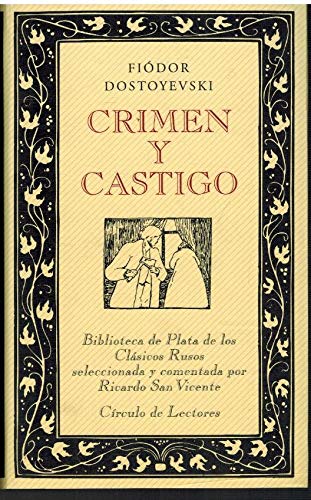 FIÓDOR
DOSTOYEVSKI
CRIMEN
Y
CASTIGO
Biblioteca de Plata de los
Clásicos Rusos
seleccionada y comentada por
Ricardo San Vicente
Círculo de Lectores